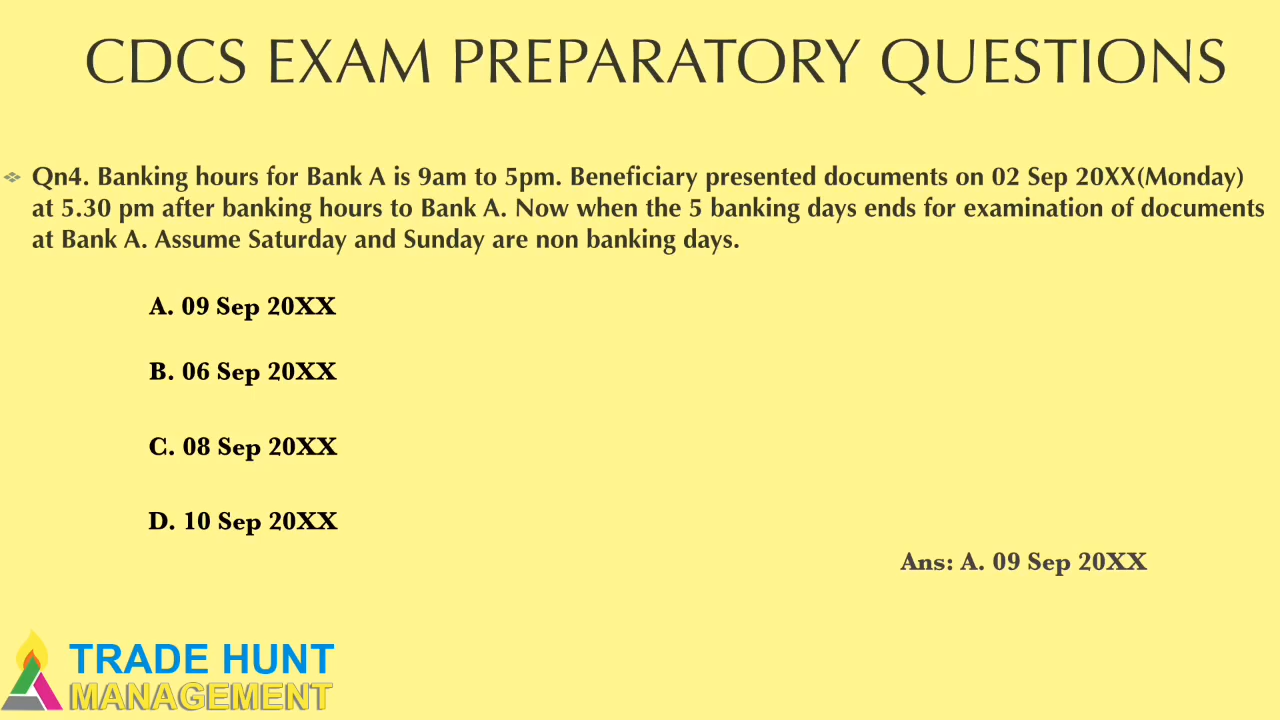 CDCS EXAM PREPARATORY QUESTIONS
Qn4. Banking hours for Bank A is 9am to 5pm. Beneficiary presented documents on 02 Sep 20XX(Monday)
at 5.30 pm after banking hours to Bank A. Now when the 5 banking days ends for examination of documents
at Bank A. Assume Saturday and Sunday are non banking days.
A. 09 Sep 20XX
B. 06 Sep 20XX
C. 08 Sep 20XX
D. 10 Sep 20XX
Ans: A. 09 Sep 20XX
TRADE HUNT
MANAGEMENT